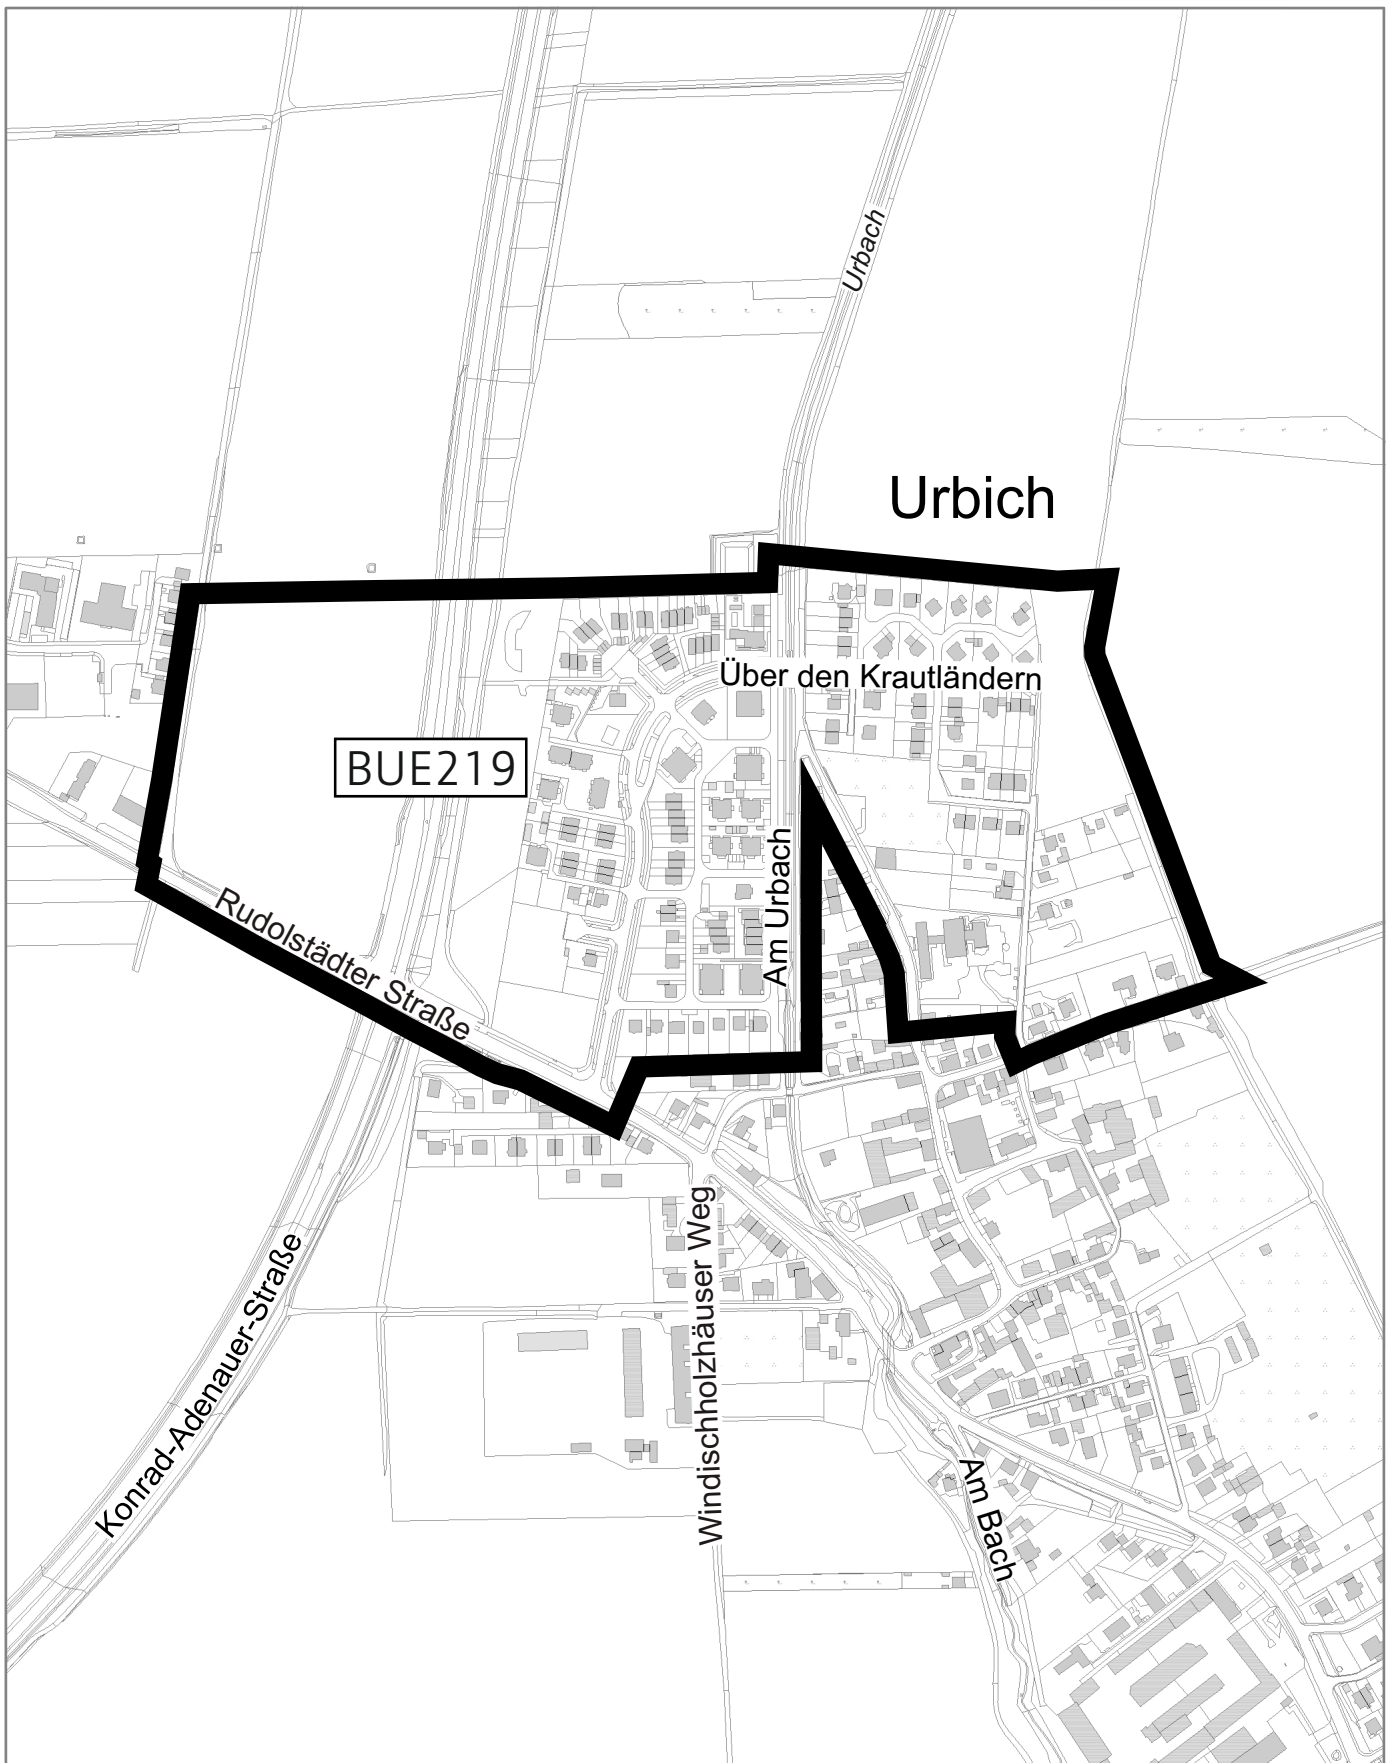 Urbach
Urbich
Über den Krautländern
BUE219
Am Urbach
Rudolstädter Straße
Windischholzhäuser Weg
Konrad-Adenauer-Straße
Am Bach